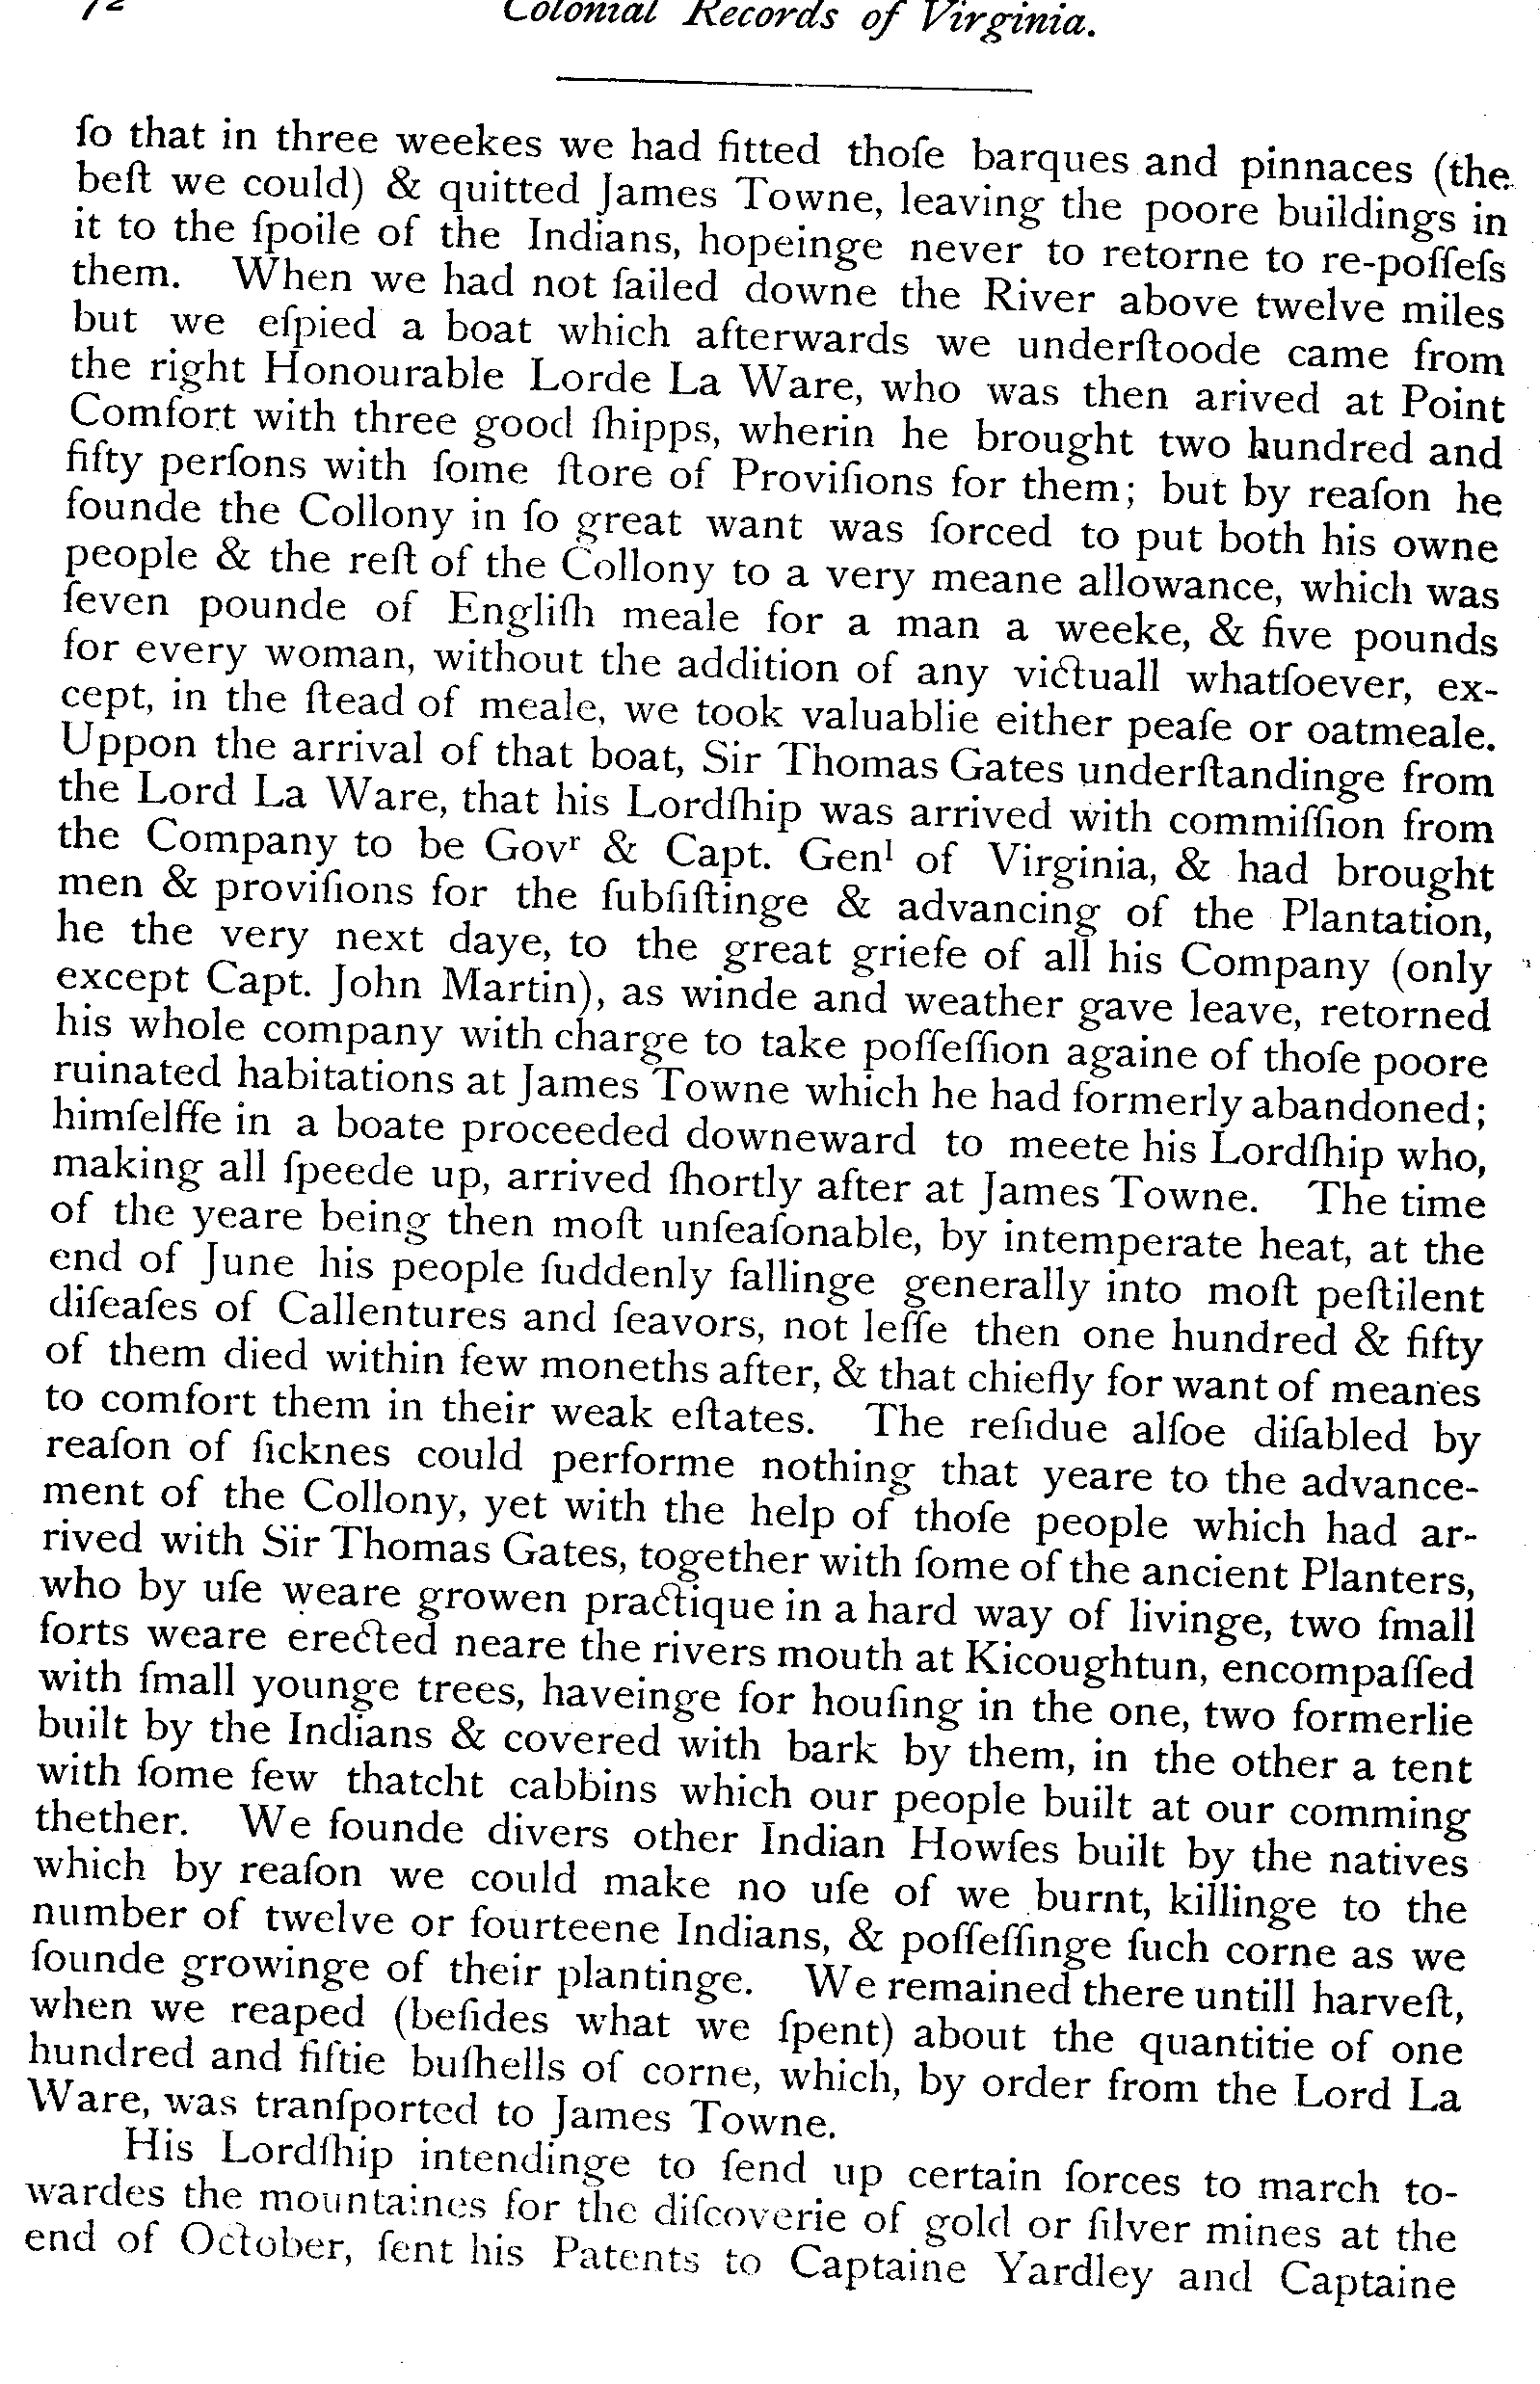 72
Colonial Records of Virginia.
ſo that in three weekes we had fitted thoſe barques and pinnaces (the
beſt we could) & quitted James Towne, leaving the poore buildings in
it to the ſpoile of the Indians, hopeinge never to retorne to re-poſſeſs
them. When we had not ſailed downe the River above twelve miles
but we eſpied a boat which afterwards we underſtoode came from
the right Honourable Lorde La Ware, who was then arived at Point
Comfort with three good ſhipps, wherin he brought two hundred and
fifty perſons with ſome ſtore of Proviſions for them; but by reaſon he
founde the Collony in ſo great want was forced to put both his owne
people & the reſt of the Collony to a very meane allowance, which was
ſeven pounde of Engliſh meale for a man a weeke, & five pounds
for every woman, without the addition of any victuall whatſoever, ex-
cept, in the ſtead of meale, we took valuablie either peaſe or oatmeale.
Uppon the arrival of that boat, Sir Thomas Gates underſtandinge from
the Lord La Ware, that his Lordſhip was arrived with commiſſion from
the Company to be Govʳ & Capt. Genˡ of Virginia, & had brought
men & proviſions for the ſubſiſtinge & advancing of the Plantation,
he the very next daye, to the great griefe of all his Company (only
except Capt. John Martin), as winde and weather gave leave, retorned
his whole company with charge to take poſſeſſion againe of thoſe poore
ruinated habitations at James Towne which he had formerly abandoned;
himſelffe in a boate proceeded downeward to meete his Lordſhip who,
making all ſpeede up, arrived ſhortly after at James Towne. The time
of the yeare being then moſt unſeaſonable, by intemperate heat, at the
end of June his people ſuddenly fallinge generally into moſt peſtilent
diſeaſes of Callentures and feavors, not leſſe then one hundred & fifty
of them died within few moneths after, & that chiefly for want of meanes
to comfort them in their weak eſtates. The reſidue alſoe diſabled by
reaſon of ſicknes could performe nothing that yeare to the advance-
ment of the Collony, yet with the help of thoſe people which had ar-
rived with Sir Thomas Gates, together with ſome of the ancient Planters,
who by uſe weare growen practique in a hard way of livinge, two ſmall
forts weare erected neare the rivers mouth at Kicoughtun, encompaſſed
with ſmall younge trees, haveinge for houſing in the one, two formerlie
built by the Indians & covered with bark by them, in the other a tent
with ſome few thatcht cabbins which our people built at our comming
thether. We founde divers other Indian Howſes built by the natives
which by reaſon we could make no uſe of we burnt, killinge to the
number of twelve or fourteene Indians, & poſſeſſinge ſuch corne as we
founde growinge of their plantinge. We remained there untill harveſt,
when we reaped (beſides what we ſpent) about the quantitie of one
hundred and fiftie buſhells of corne, which, by order from the Lord La
Ware, was tranſported to James Towne.
His Lordſhip intendinge to ſend up certain forces to march to-
wardes the mountaines for the diſcoverie of gold or ſilver mines at the
end of October, ſent his Patents to Captaine Yardley and Captaine